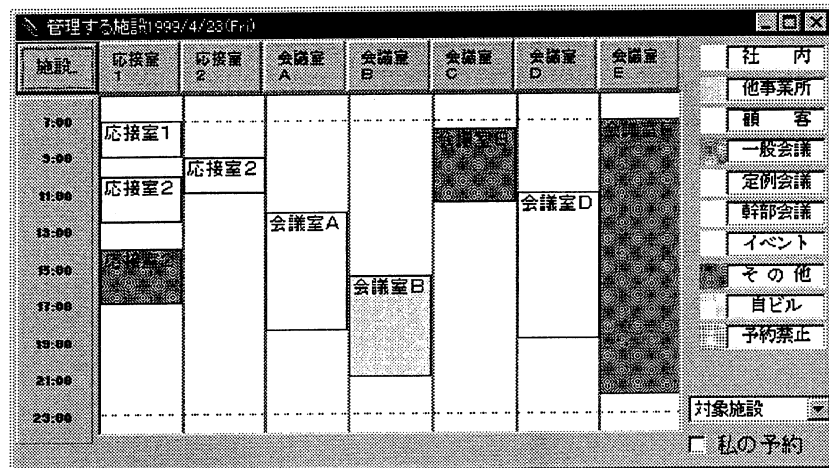 管理する施設1999/4/23(Fri)
施設
応接室 1
応接室 2
会議室 A
会議室 B
会議室 C
会議室 D
会議室 E
7:00
9:00
11:00
13:00
15:00
17:00
19:00
21:00
23:00
応接室1
応接室2
応接室2
会議室A
会議室B
会議室D
社 内
他事業所
顧 客
一般会議
定例会議
幹部会議
イベント
その他
自ビル
予約禁止
対象施設
私の予約